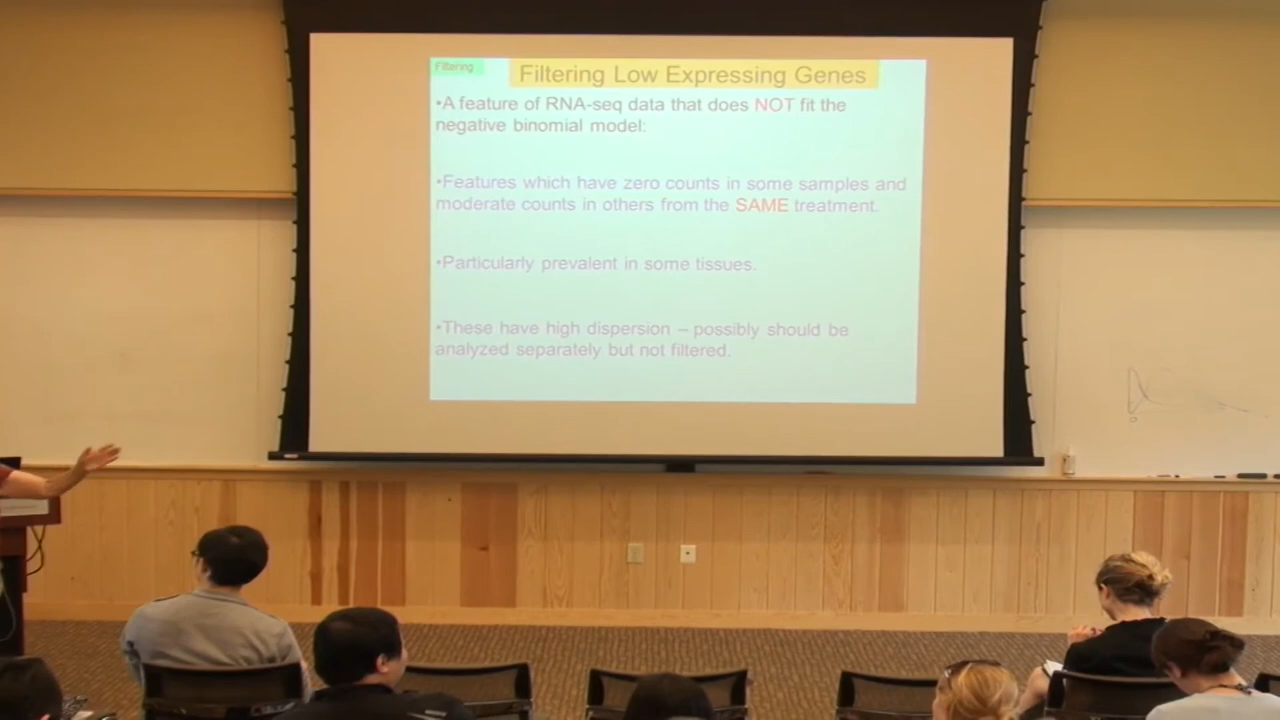 Filtering
Filtering Low Expressing Genes
•A feature of RNA-seq data that does NOT fit the
negative binomial model:
•Features which have zero counts in some samples and
moderate counts in others from the SAME treatment.
•Particularly prevalent in some tissues.
•These have high dispersion – possibly should be
analyzed separately but not filtered.